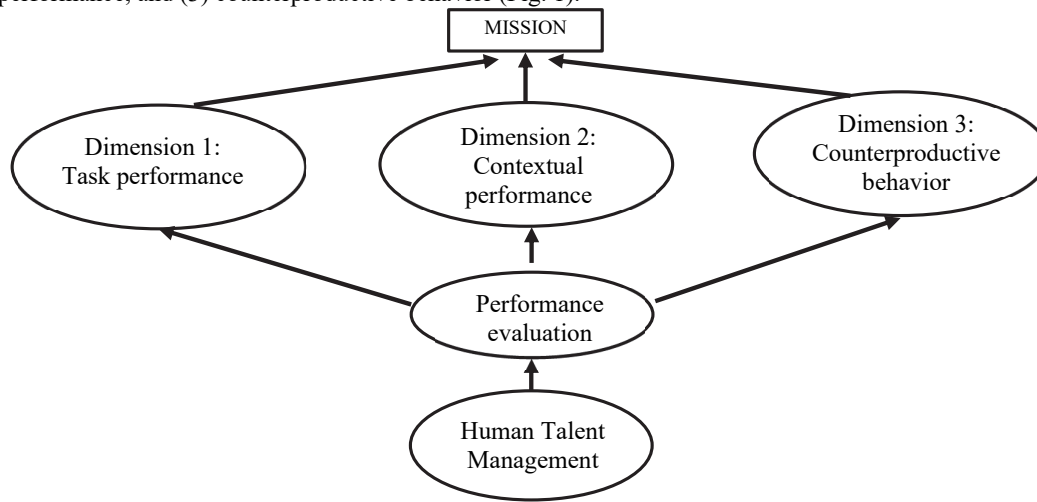 performance, and (3) counterproductive behavior (Fig. 1).
MISSION
Dimension 1:
Task performance
Dimension 2:
Contextual
performance
Dimension 3:
Counterproductive
behavior
Performance
evaluation
Human Talent
Management